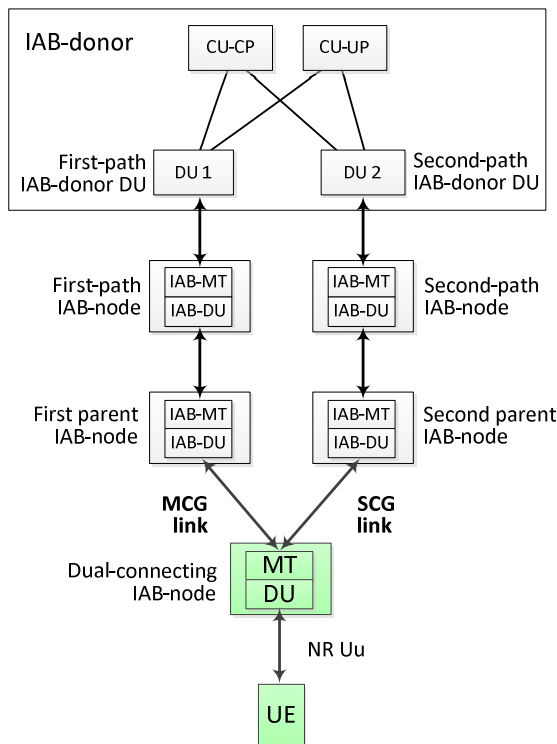 IAB-donor
CU-CP
CU-UP
First-path
IAB-donor DU
DU 1
DU 2
Second-path
IAB-donor DU
First-path
IAB-node
IAB-MT
IAB-DU
IAB-MT
IAB-DU
Second-path
IAB-node
First parent
IAB-node
IAB-MT
IAB-DU
IAB-MT
IAB-DU
Second parent
IAB-node
MCG
link
SCG
link
Dual-connecting
IAB-node
MT
DU
NR Uu
UE